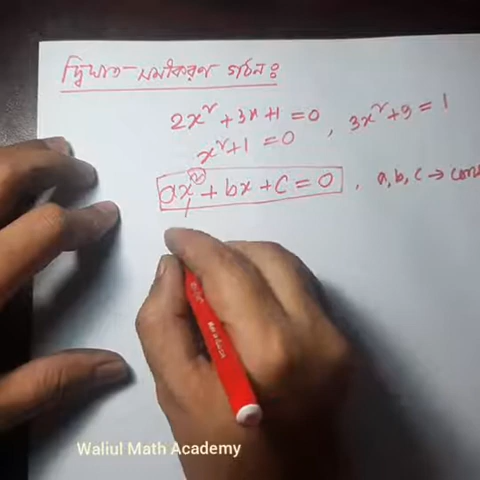 দ্বিঘাত-সমীকরণ গঠন :
2x² + 3x + 1 = 0
x² + 1 = 0 , 3x² + 9 = 1
ax² + bx + c = 0 , a, b, c → cons
Waliul Math Academy